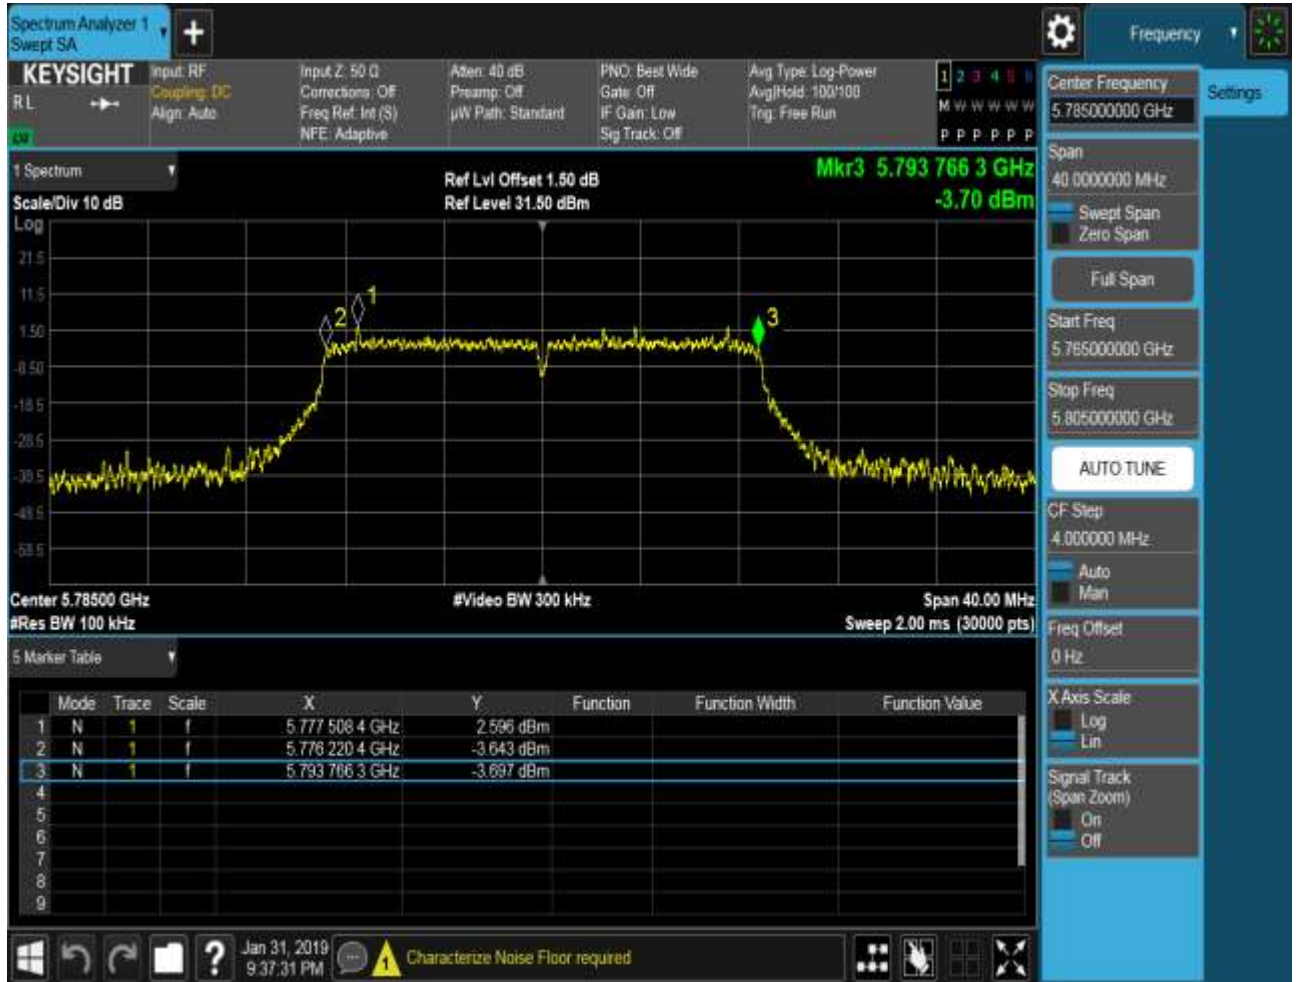 Spectrum Analyzer 1
Swept SA
+
Frequency
KEYSIGHT
R L
Input: RF
Coupling: DC
Align: Auto
Input Z: 50 Ω
Corrections: Off
Freq Ref: Int (S)
NFE: Adaptive
Atten: 40 dB
Preamp: Off
µW Path: Standard
PNO: Best Wide
Gate: Off
IF Gain: Low
Sig Track: Off
Avg Type: Log-Power
Avg|Hold: 100/100
Trig: Free Run
1 2 3 4 5 6
M W W W W W
P P P P P P
1 Spectrum
Scale/Div 10 dB
Ref Lvl Offset 1.50 dB
Ref Level 31.50 dBm
Mkr3 5.793 766 3 GHz
-3.70 dBm
Log
21.5
11.5
1.50
-8.50
-18.5
-28.5
-38.5
-48.5
-58.5
1
2
3
Center 5.78500 GHz
#Res BW 100 kHz
#Video BW 300 kHz
Span 40.00 MHz
Sweep 2.00 ms (30000 pts)
5 Marker Table
Mode Trace Scale X Y Function Function Width Function Value
1 N 1 f 5.777 508 4 GHz 2.596 dBm
2 N 1 f 5.776 220 4 GHz -3.643 dBm
3 N 1 f 5.793 766 3 GHz -3.697 dBm
4
5
6
7
8
9
Center Frequency
5.785000000 GHz
Settings
Span
40.0000000 MHz
Swept Span
Zero Span
Full Span
Start Freq
5.765000000 GHz
Stop Freq
5.805000000 GHz
AUTO TUNE
CF Step
4.000000 MHz
Auto
Man
Freq Offset
0 Hz
X Axis Scale
Log
Lin
Signal Track
(Span Zoom)
On
Off
?
Jan 31, 2019
9:37:31 PM
1
Characterize Noise Floor required